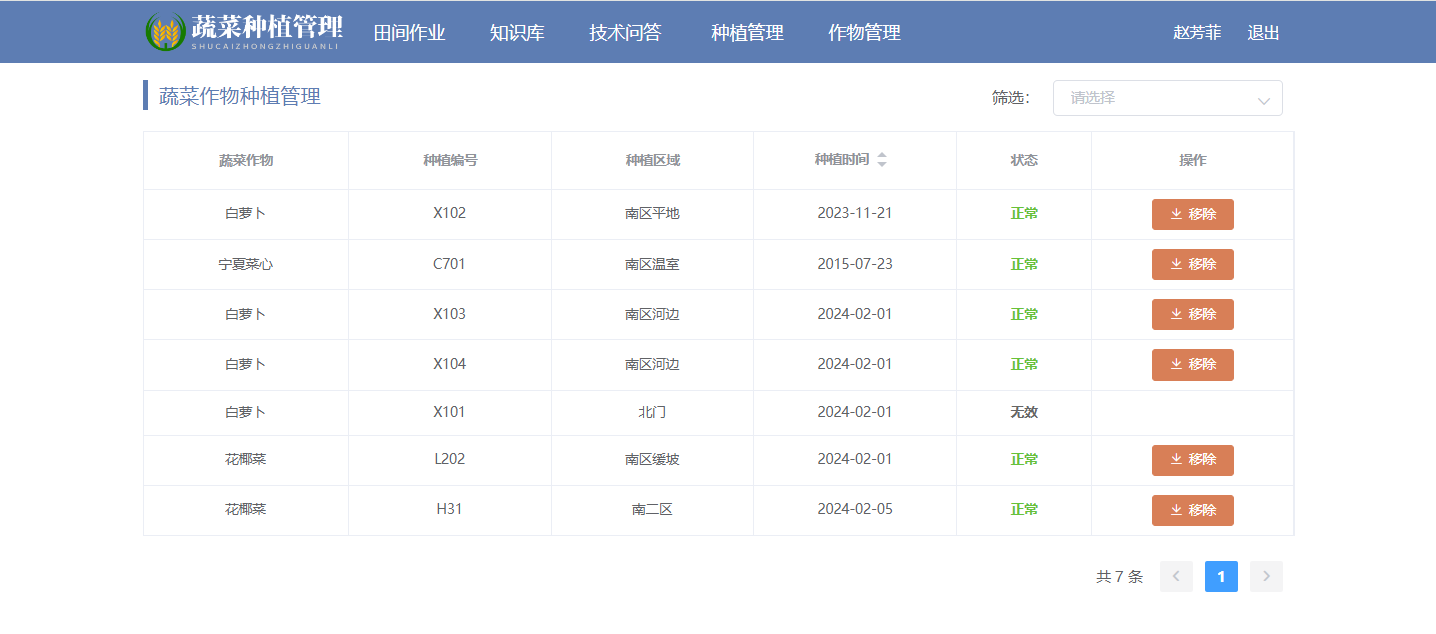 蔬菜种植管理 田间作业 知识库 技术问答 种植管理 作物管理 赵芳菲 退出
SHUCAIZHONGZHIGUANLI
蔬菜作物种植管理 筛选： 请选择
蔬菜作物 种植编号 种植区域 种植时间 状态 操作
白萝卜 X102 南区平地 2023-11-21 正常 移除
宁夏菜心 C701 南区温室 2015-07-23 正常 移除
白萝卜 X103 南区河边 2024-02-01 正常 移除
白萝卜 X104 南区河边 2024-02-01 正常 移除
白萝卜 X101 北门 2024-02-01 无效
花椰菜 L202 南区缓坡 2024-02-01 正常 移除
花椰菜 H31 南二区 2024-02-05 正常 移除
共 7 条 1